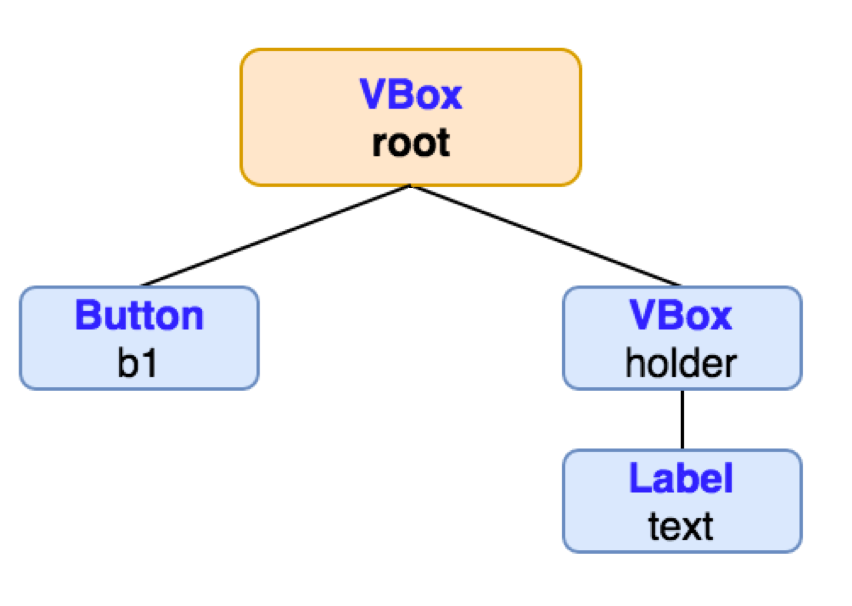 VBox
root
Button
b1
VBox
holder
Label
text